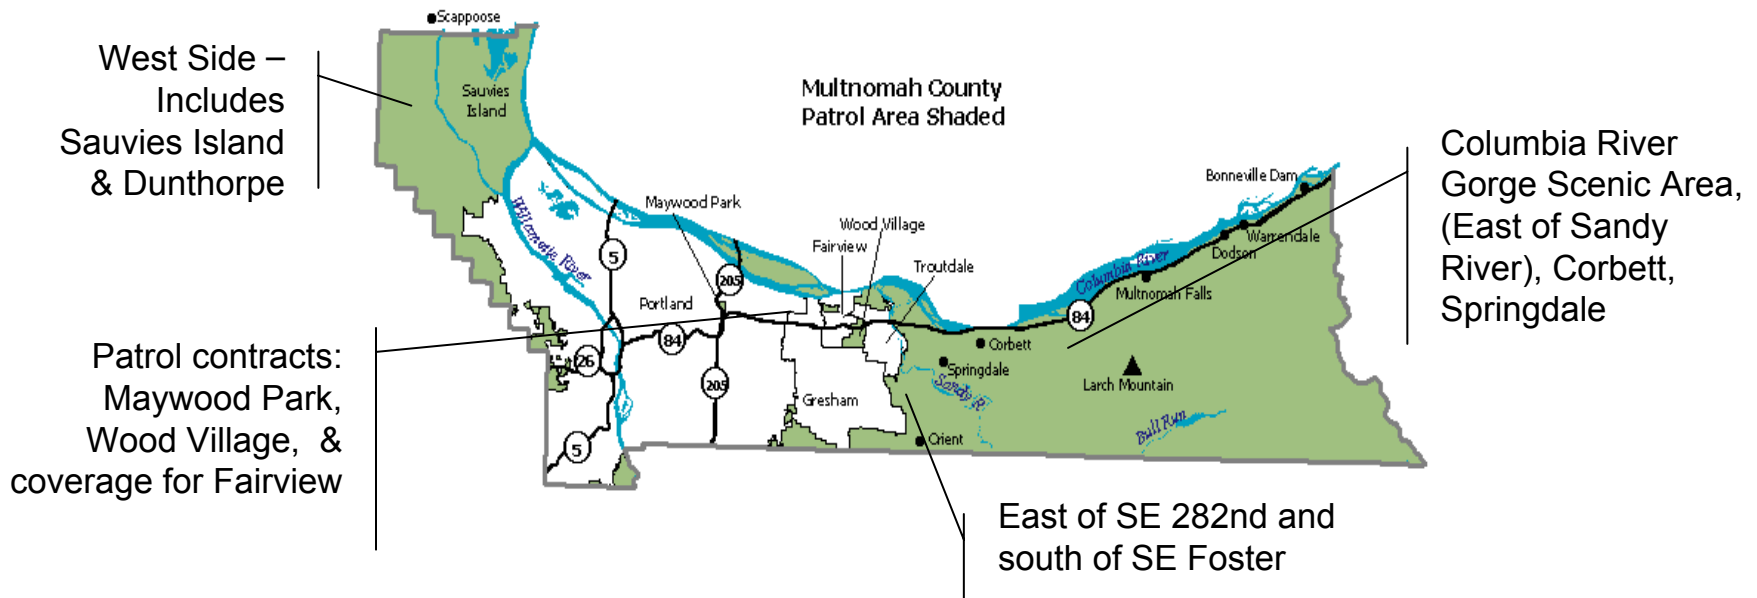 Scappoose
West Side –
Includes
Sauvies Island
& Dunthorpe
Sauvies
Island
Multnomah County
Patrol Area Shaded
Columbia River
Gorge Scenic Area,
(East of Sandy
River), Corbett,
Springdale
Bonneville Dam
Warrendale
Dodson
Columbia River
Multnomah Falls
84
Maywood Park
Wood Village
Fairview
Troutdale
Willamette River
5
205
Portland
84
26
205
5
Corbett
Springdale
Sandy R
Larch Mountain
Gresham
Bull Run
Orient
Patrol contracts:
Maywood Park,
Wood Village, &
coverage for Fairview
East of SE 282nd and
south of SE Foster